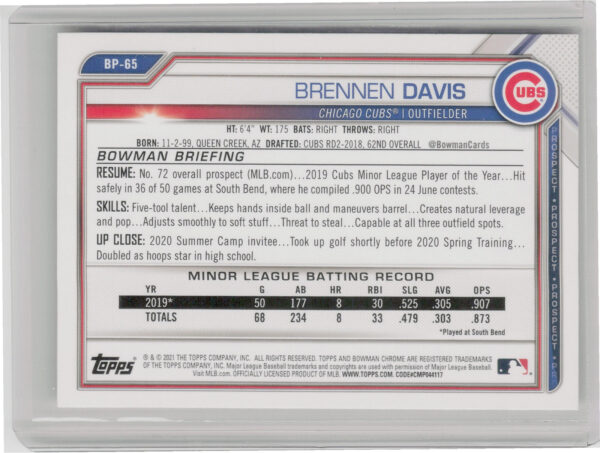 BP-65
BRENNEN DAVIS
CUBS
CHICAGO CUBS® | OUTFIELDER
HT: 6'4" WT: 175 BATS: RIGHT THROWS: RIGHT
BORN: 11-2-99, QUEEN CREEK, AZ DRAFTED: CUBS RD2-2018, 62ND OVERALL @BowmanCards
BOWMAN BRIEFING
RESUME: No. 72 overall prospect (MLB.com)...2019 Cubs Minor League Player of the Year...Hit
safely in 36 of 50 games at South Bend, where he compiled .900 OPS in 24 June contests.
SKILLS: Five-tool talent...Keeps hands inside ball and maneuvers barrel...Creates natural leverage
and pop...Adjusts smoothly to soft stuff...Threat to steal...Capable at all three outfield spots.
UP CLOSE: 2020 Summer Camp invitee...Took up golf shortly before 2020 Spring Training...
Doubled as hoops star in high school.
MINOR LEAGUE BATTING RECORD
YR G AB HR RBI SLG AVG OPS
2019* 50 177 8 30 .525 .305 .907
TOTALS 68 234 8 33 .479 .303 .873
*Played at South Bend
PROSPECT • PROSPECT • PROSPECT • PROSPECT • PR
Topps
® & © 2021 THE TOPPS COMPANY, INC. ALL RIGHTS RESERVED. TOPPS AND BOWMAN CHROME ARE REGISTERED TRADEMARKS
OF THE TOPPS COMPANY, INC. Major League Baseball trademarks and copyrights are used with permission of Major League Baseball.
Visit MLB.com. OFFICIALLY LICENSED PRODUCT OF MLB. WWW.TOPPS.COM. CODE#CMP044117